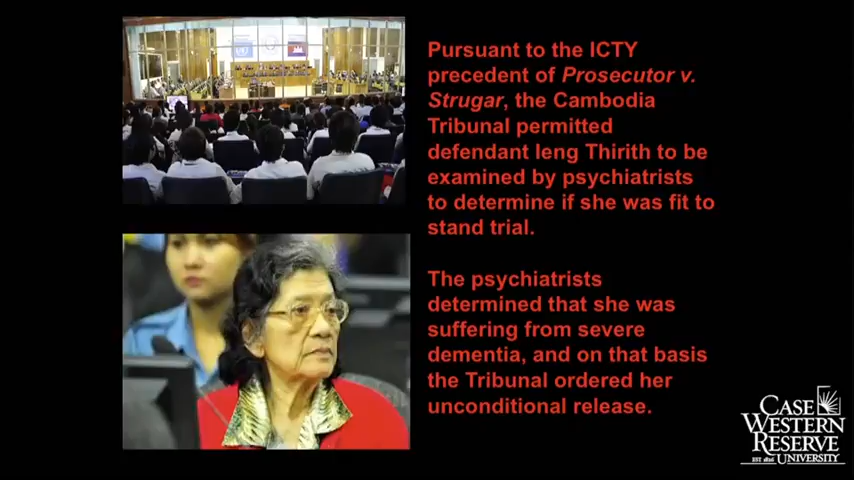 Pursuant to the ICTY
precedent of Prosecutor v.
Strugar, the Cambodia
Tribunal permitted
defendant Ieng Thirith to be
examined by psychiatrists
to determine if she was fit to
stand trial.
The psychiatrists
determined that she was
suffering from severe
dementia, and on that basis
the Tribunal ordered her
unconditional release.
CASE
WESTERN
RESERVE
EST 1826 UNIVERSITY